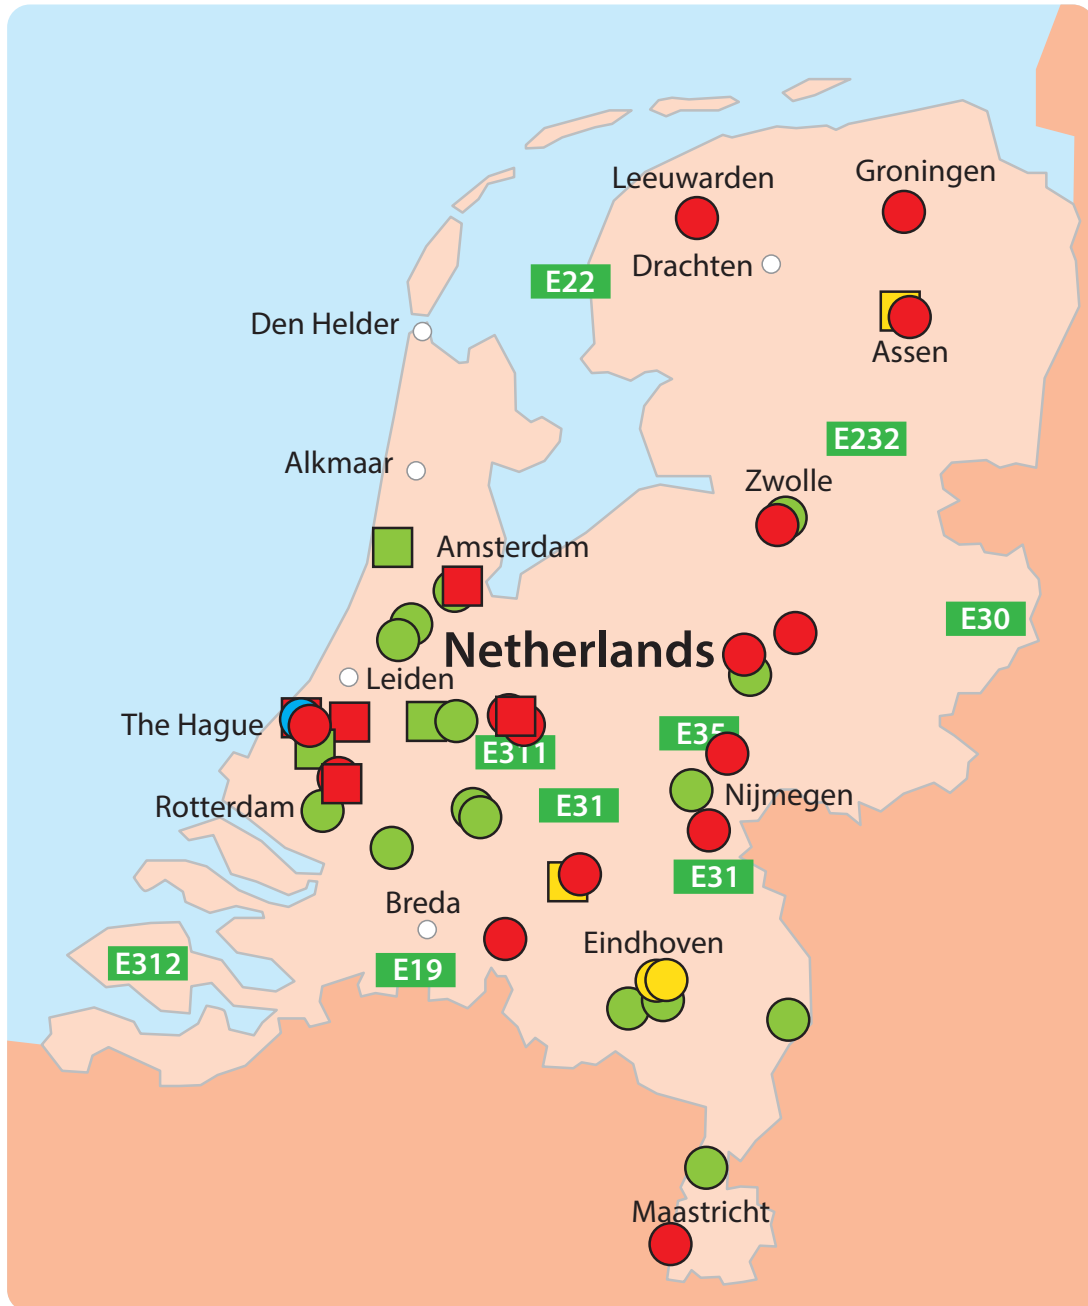 Leeuwarden
Groningen
Drachten
E22
Den Helder
Assen
E232
Alkmaar
Zwolle
Amsterdam
E30
Netherlands
Leiden
The Hague
E35
E311
Nijmegen
Rotterdam
E31
E31
Breda
Eindhoven
E312
E19
Maastricht